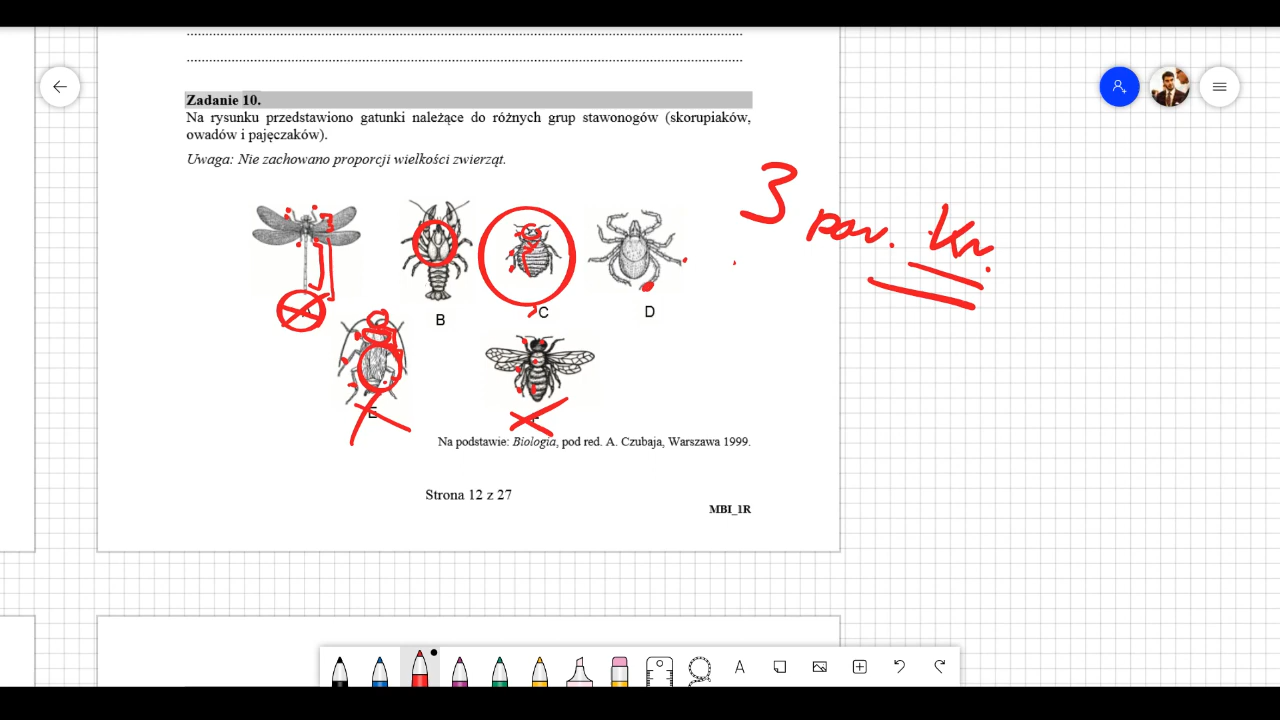 Zadanie 10.
Na rysunku przedstawiono gatunki należące do różnych grup stawonogów (skorupiaków,
owadów i pajęczaków).
Uwaga: Nie zachowano proporcji wielkości zwierząt.
3 par. Kr.
B
C
D
E
Na podstawie: Biologia, pod red. A. Czubaja, Warszawa 1999.
Strona 12 z 27
MBI_1R
A